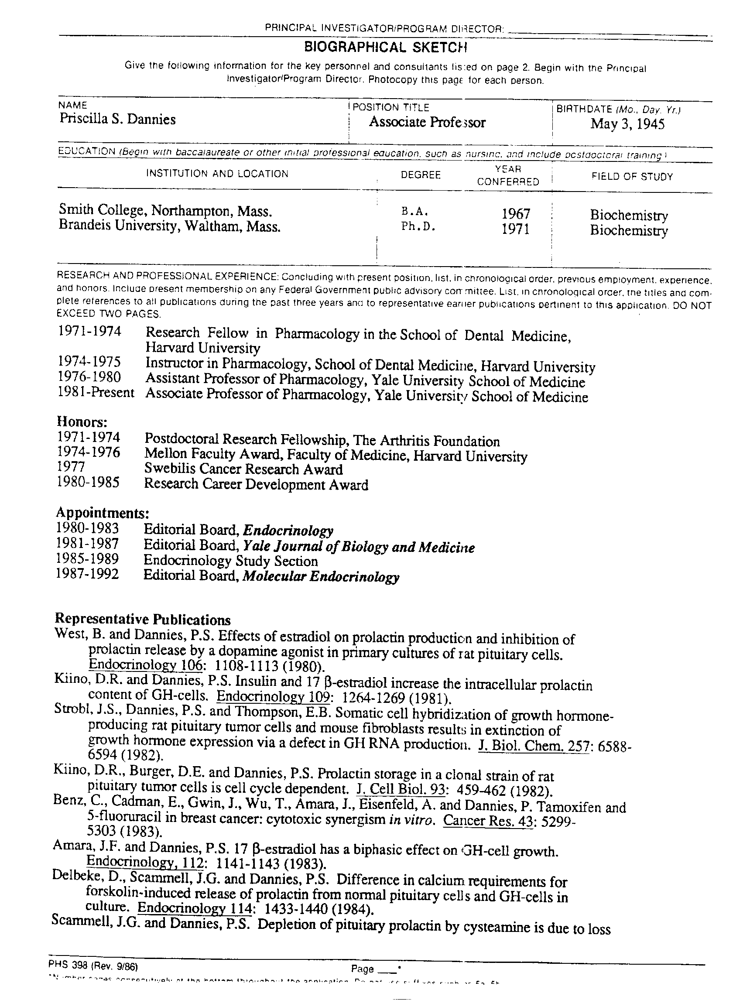 PRINCIPAL INVESTIGATOR/PROGRAM DIRECTOR:
BIOGRAPHICAL SKETCH
Give the following information for the key personnel and consultants listed on page 2. Begin with the Principal
Investigator/Program Director. Photocopy this page for each person.
NAME POSITION TITLE BIRTHDATE (Mo., Day, Yr.)
Priscilla S. Dannies Associate Professor May 3, 1945
EDUCATION (Begin with baccalaureate or other initial professional education, such as nursing, and include postdoctoral training)
INSTITUTION AND LOCATION DEGREE YEAR CONFERRED FIELD OF STUDY
Smith College, Northampton, Mass. B.A. 1967 Biochemistry
Brandeis University, Waltham, Mass. Ph.D. 1971 Biochemistry
RESEARCH AND PROFESSIONAL EXPERIENCE: Concluding with present position, list, in chronological order, previous employment, experience,
and honors. Include present membership on any Federal Government public advisory committee. List, in chronological order, the titles and com-
plete references to all publications during the past three years and to representative earlier publications pertinent to this application. DO NOT
EXCEED TWO PAGES.
1971-1974 Research Fellow in Pharmacology in the School of Dental Medicine,
Harvard University
1974-1975 Instructor in Pharmacology, School of Dental Medicine, Harvard University
1976-1980 Assistant Professor of Pharmacology, Yale University School of Medicine
1981-Present Associate Professor of Pharmacology, Yale University School of Medicine
Honors:
1971-1974 Postdoctoral Research Fellowship, The Arthritis Foundation
1974-1976 Mellon Faculty Award, Faculty of Medicine, Harvard University
1977 Swebilis Cancer Research Award
1980-1985 Research Career Development Award
Appointments:
1980-1983 Editorial Board, Endocrinology
1981-1987 Editorial Board, Yale Journal of Biology and Medicine
1985-1989 Endocrinology Study Section
1987-1992 Editorial Board, Molecular Endocrinology
Representative Publications
West, B. and Dannies, P.S. Effects of estradiol on prolactin production and inhibition of
prolactin release by a dopamine agonist in primary cultures of rat pituitary cells.
Endocrinology 106: 1108-1113 (1980).
Kiino, D.R. and Dannies, P.S. Insulin and 17 β-estradiol increase the intracellular prolactin
content of GH-cells. Endocrinology 109: 1264-1269 (1981).
Strobl, J.S., Dannies, P.S. and Thompson, E.B. Somatic cell hybridization of growth hormone-
producing rat pituitary tumor cells and mouse fibroblasts results in extinction of
growth hormone expression via a defect in GH RNA production. J. Biol. Chem. 257: 6588-
6594 (1982).
Kiino, D.R., Burger, D.E. and Dannies, P.S. Prolactin storage in a clonal strain of rat
pituitary tumor cells is cell cycle dependent. J. Cell Biol. 93: 459-462 (1982).
Benz, C., Cadman, E., Gwin, J., Wu, T., Amara, J., Eisenfeld, A. and Dannies, P. Tamoxifen and
5-fluoruracil in breast cancer: cytotoxic synergism in vitro. Cancer Res. 43: 5299-
5303 (1983).
Amara, J.F. and Dannies, P.S. 17 β-estradiol has a biphasic effect on GH-cell growth.
Endocrinology, 112: 1141-1143 (1983).
Delbeke, D., Scammell, J.G. and Dannies, P.S. Difference in calcium requirements for
forskolin-induced release of prolactin from normal pituitary cells and GH-cells in
culture. Endocrinology 114: 1433-1440 (1984).
Scammell, J.G. and Dannies, P.S. Depletion of pituitary prolactin by cysteamine is due to loss
PHS 398 (Rev. 9/86) Page ___*